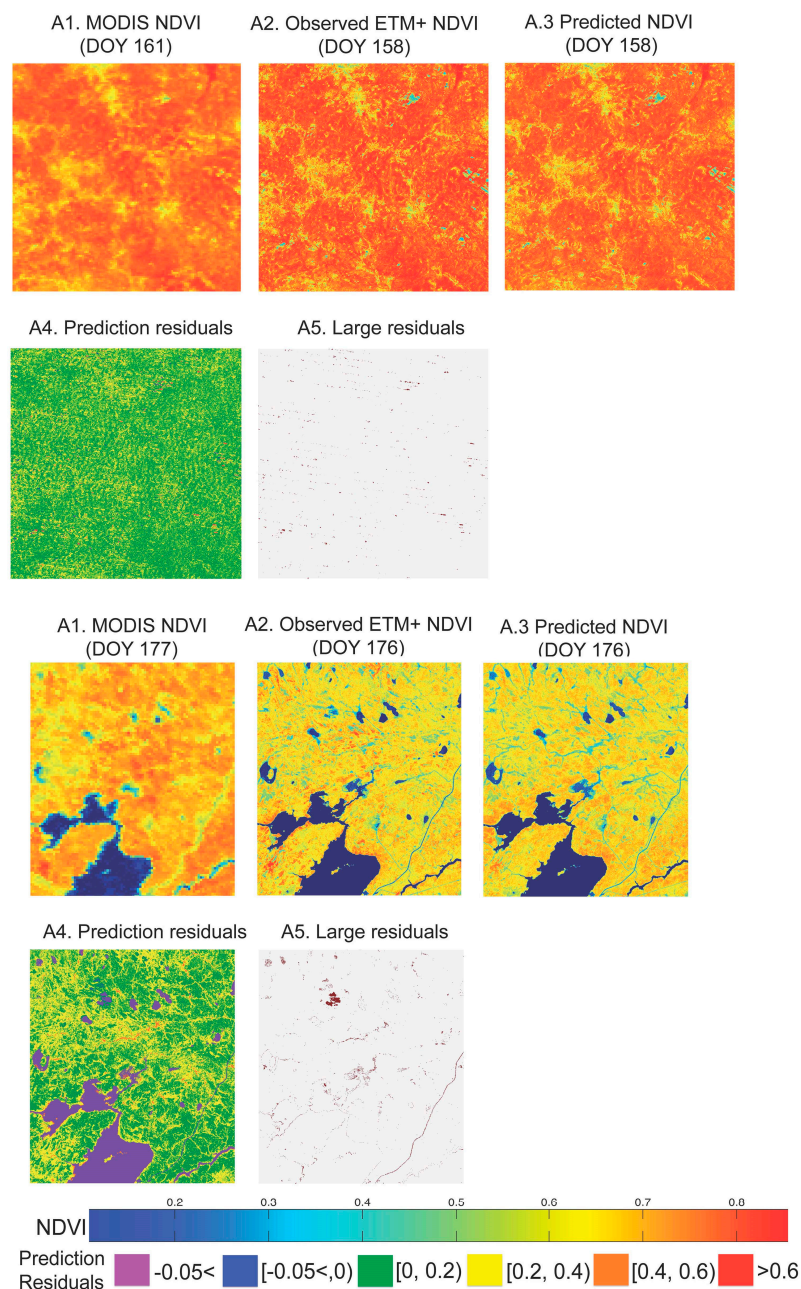 A1. MODIS NDVI
(DOY 161)
A2. Observed ETM+ NDVI
(DOY 158)
A.3 Predicted NDVI
(DOY 158)
A4. Prediction residuals
A5. Large residuals
A1. MODIS NDVI
(DOY 177)
A2. Observed ETM+ NDVI
(DOY 176)
A.3 Predicted NDVI
(DOY 176)
A4. Prediction residuals
A5. Large residuals
0.2 0.3 0.4 0.5 0.6 0.7 0.8
NDVI
Prediction
Residuals
-0.05< [-0.05<,0) [0, 0.2) [0.2, 0.4) [0.4, 0.6) >0.6